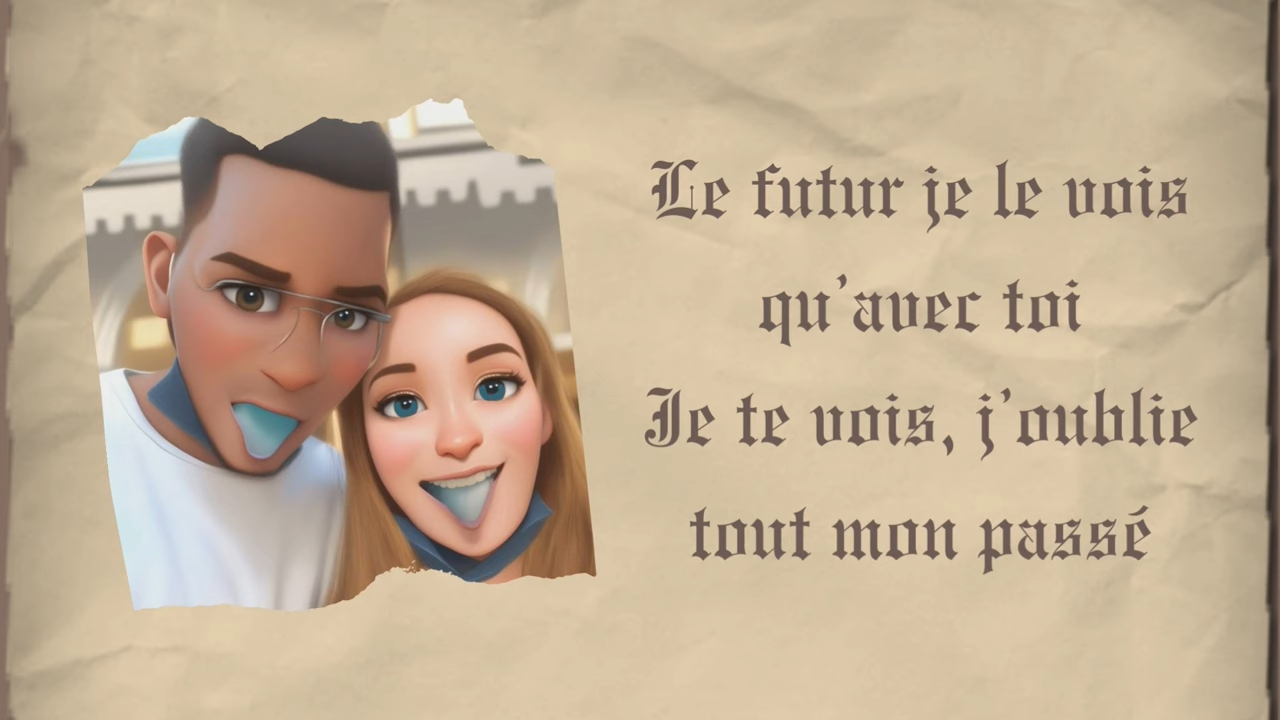 Le futur je le vois
qu'avec toi
Je te vois, j'oublie
tout mon passé